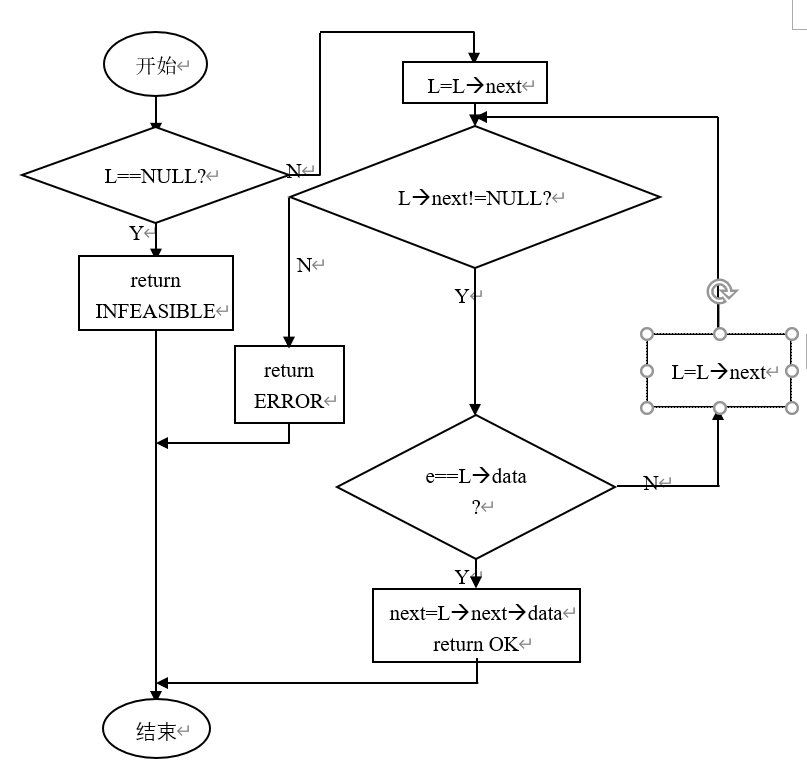 开始
L==NULL?
N
Y
return
INFEASIBLE
L=L→next
L→next!=NULL?
N
Y
return
ERROR
L=L→next
e==L→data
?
N
Y
next=L→next→data
return OK
结束